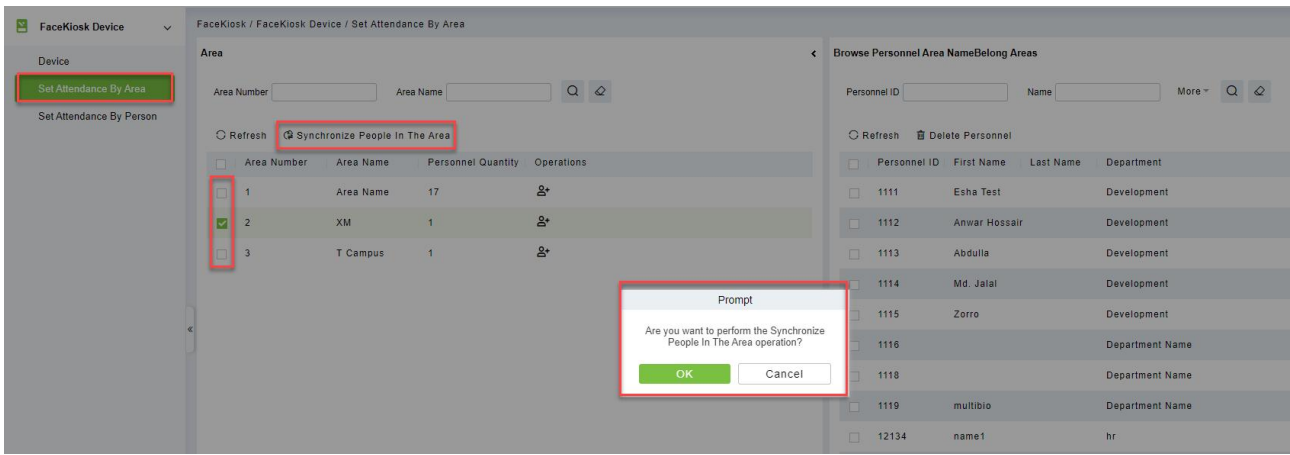 FaceKiosk Device
Device
Set Attendance By Area
Set Attendance By Person
FaceKiosk / FaceKiosk Device / Set Attendance By Area
Area
Area Number Area Name
Refresh Synchronize People In The Area
Area Number Area Name Personnel Quantity Operations
1 Area Name 17
2 XM 1
3 T Campus 1
Browse Personnel Area NameBelong Areas
Personnel ID Name More
Refresh Delete Personnel
Personnel ID First Name Last Name Department
1111 Esha Test Development
1112 Anwar Hossair Development
1113 Abdulla Development
1114 Md. Jalal Development
1115 Zorro Development
1116 Department Name
1118 Department Name
1119 multibio Department Name
12134 name1 hr
Prompt
Are you want to perform the Synchronize
People In The Area operation?
OK Cancel